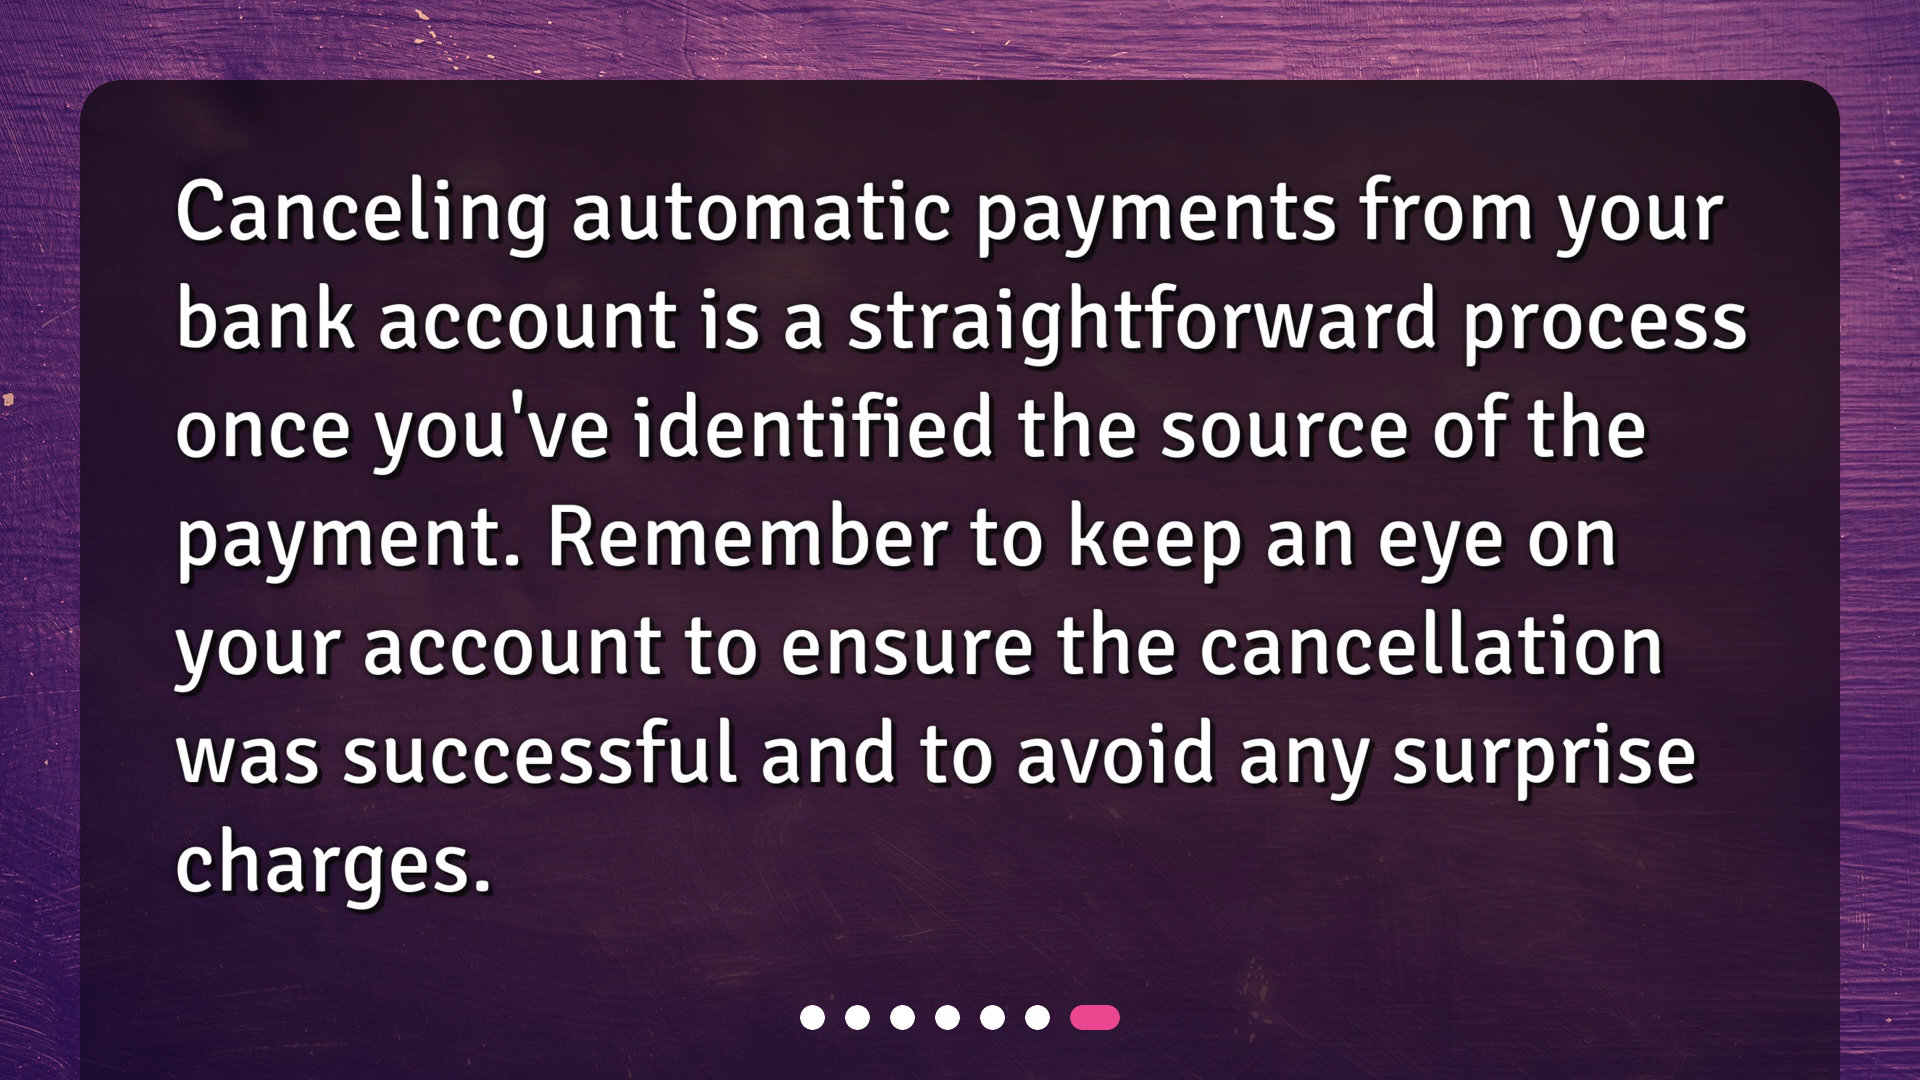 Canceling automatic payments from your
bank account is a straightforward process
once you've identified the source of the
payment. Remember to keep an eye on
your account to ensure the cancellation
was successful and to avoid any surprise
charges.